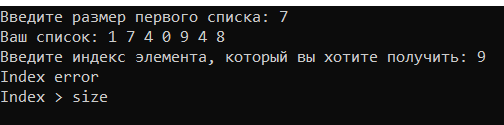 Введите размер первого списка: 7
Ваш список: 1 7 4 0 9 4 8
Введите индекс элемента, который вы хотите получить: 9
Index error
Index > size